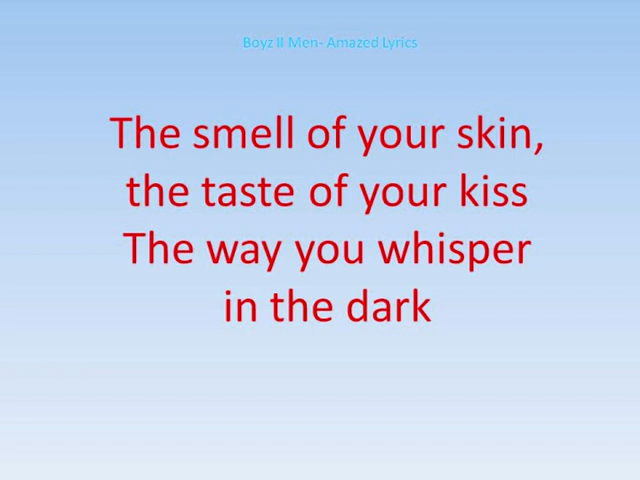 Boyz II Men- Amazed Lyrics
The smell of your skin,
the taste of your kiss
The way you whisper
in the dark